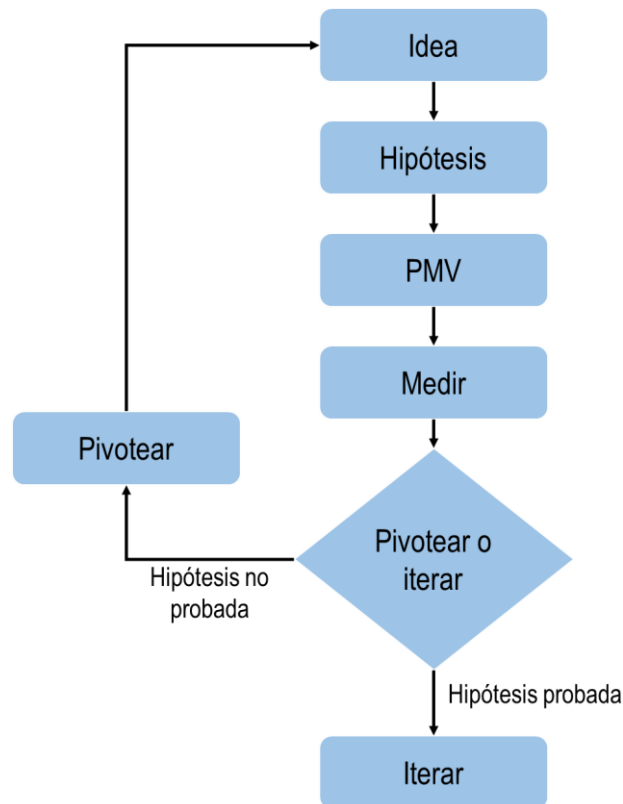 Idea
Hipótesis
PMV
Medir
Pivotear
Pivotear o
iterar
Hipótesis no
probada
Hipótesis probada
Iterar